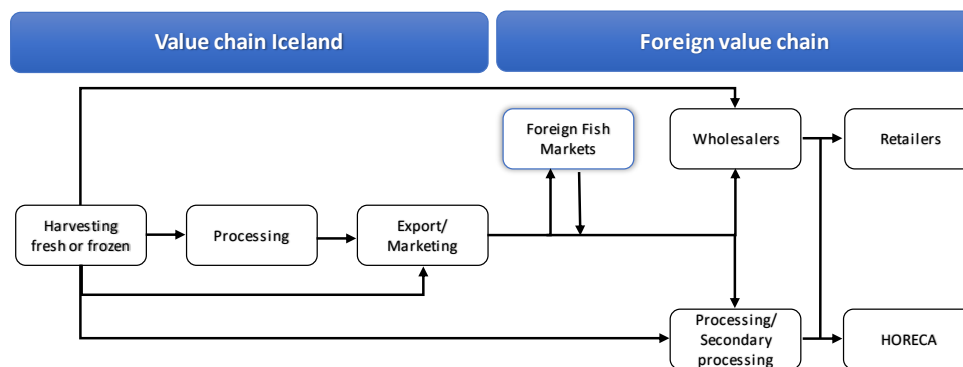 Value chain Iceland
Foreign value chain
Foreign Fish
Markets
Wholesalers
Retailers
Harvesting
fresh or frozen
Processing
Export/
Marketing
Processing/
Secondary
processing
HORECA